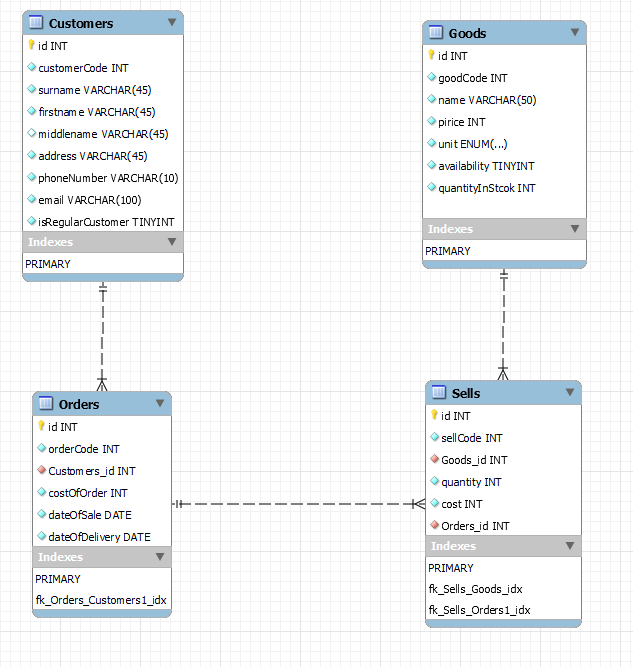 Customers
id INT
customerCode INT
surname VARCHAR(45)
firstname VARCHAR(45)
middlename VARCHAR(45)
address VARCHAR(45)
phoneNumber VARCHAR(10)
email VARCHAR(100)
isRegularCustomer TINYINT
Indexes
PRIMARY
Goods
id INT
goodCode INT
name VARCHAR(50)
pirice INT
unit ENUM(...)
availability TINYINT
quantityInStcok INT
Indexes
PRIMARY
Orders
id INT
orderCode INT
Customers_id INT
costOfOrder INT
dateOfSale DATE
dateOfDelivery DATE
Indexes
PRIMARY
fk_Orders_Customers1_idx
Sells
id INT
sellCode INT
Goods_id INT
quantity INT
cost INT
Orders_id INT
Indexes
PRIMARY
fk_Sells_Goods_idx
fk_Sells_Orders1_idx